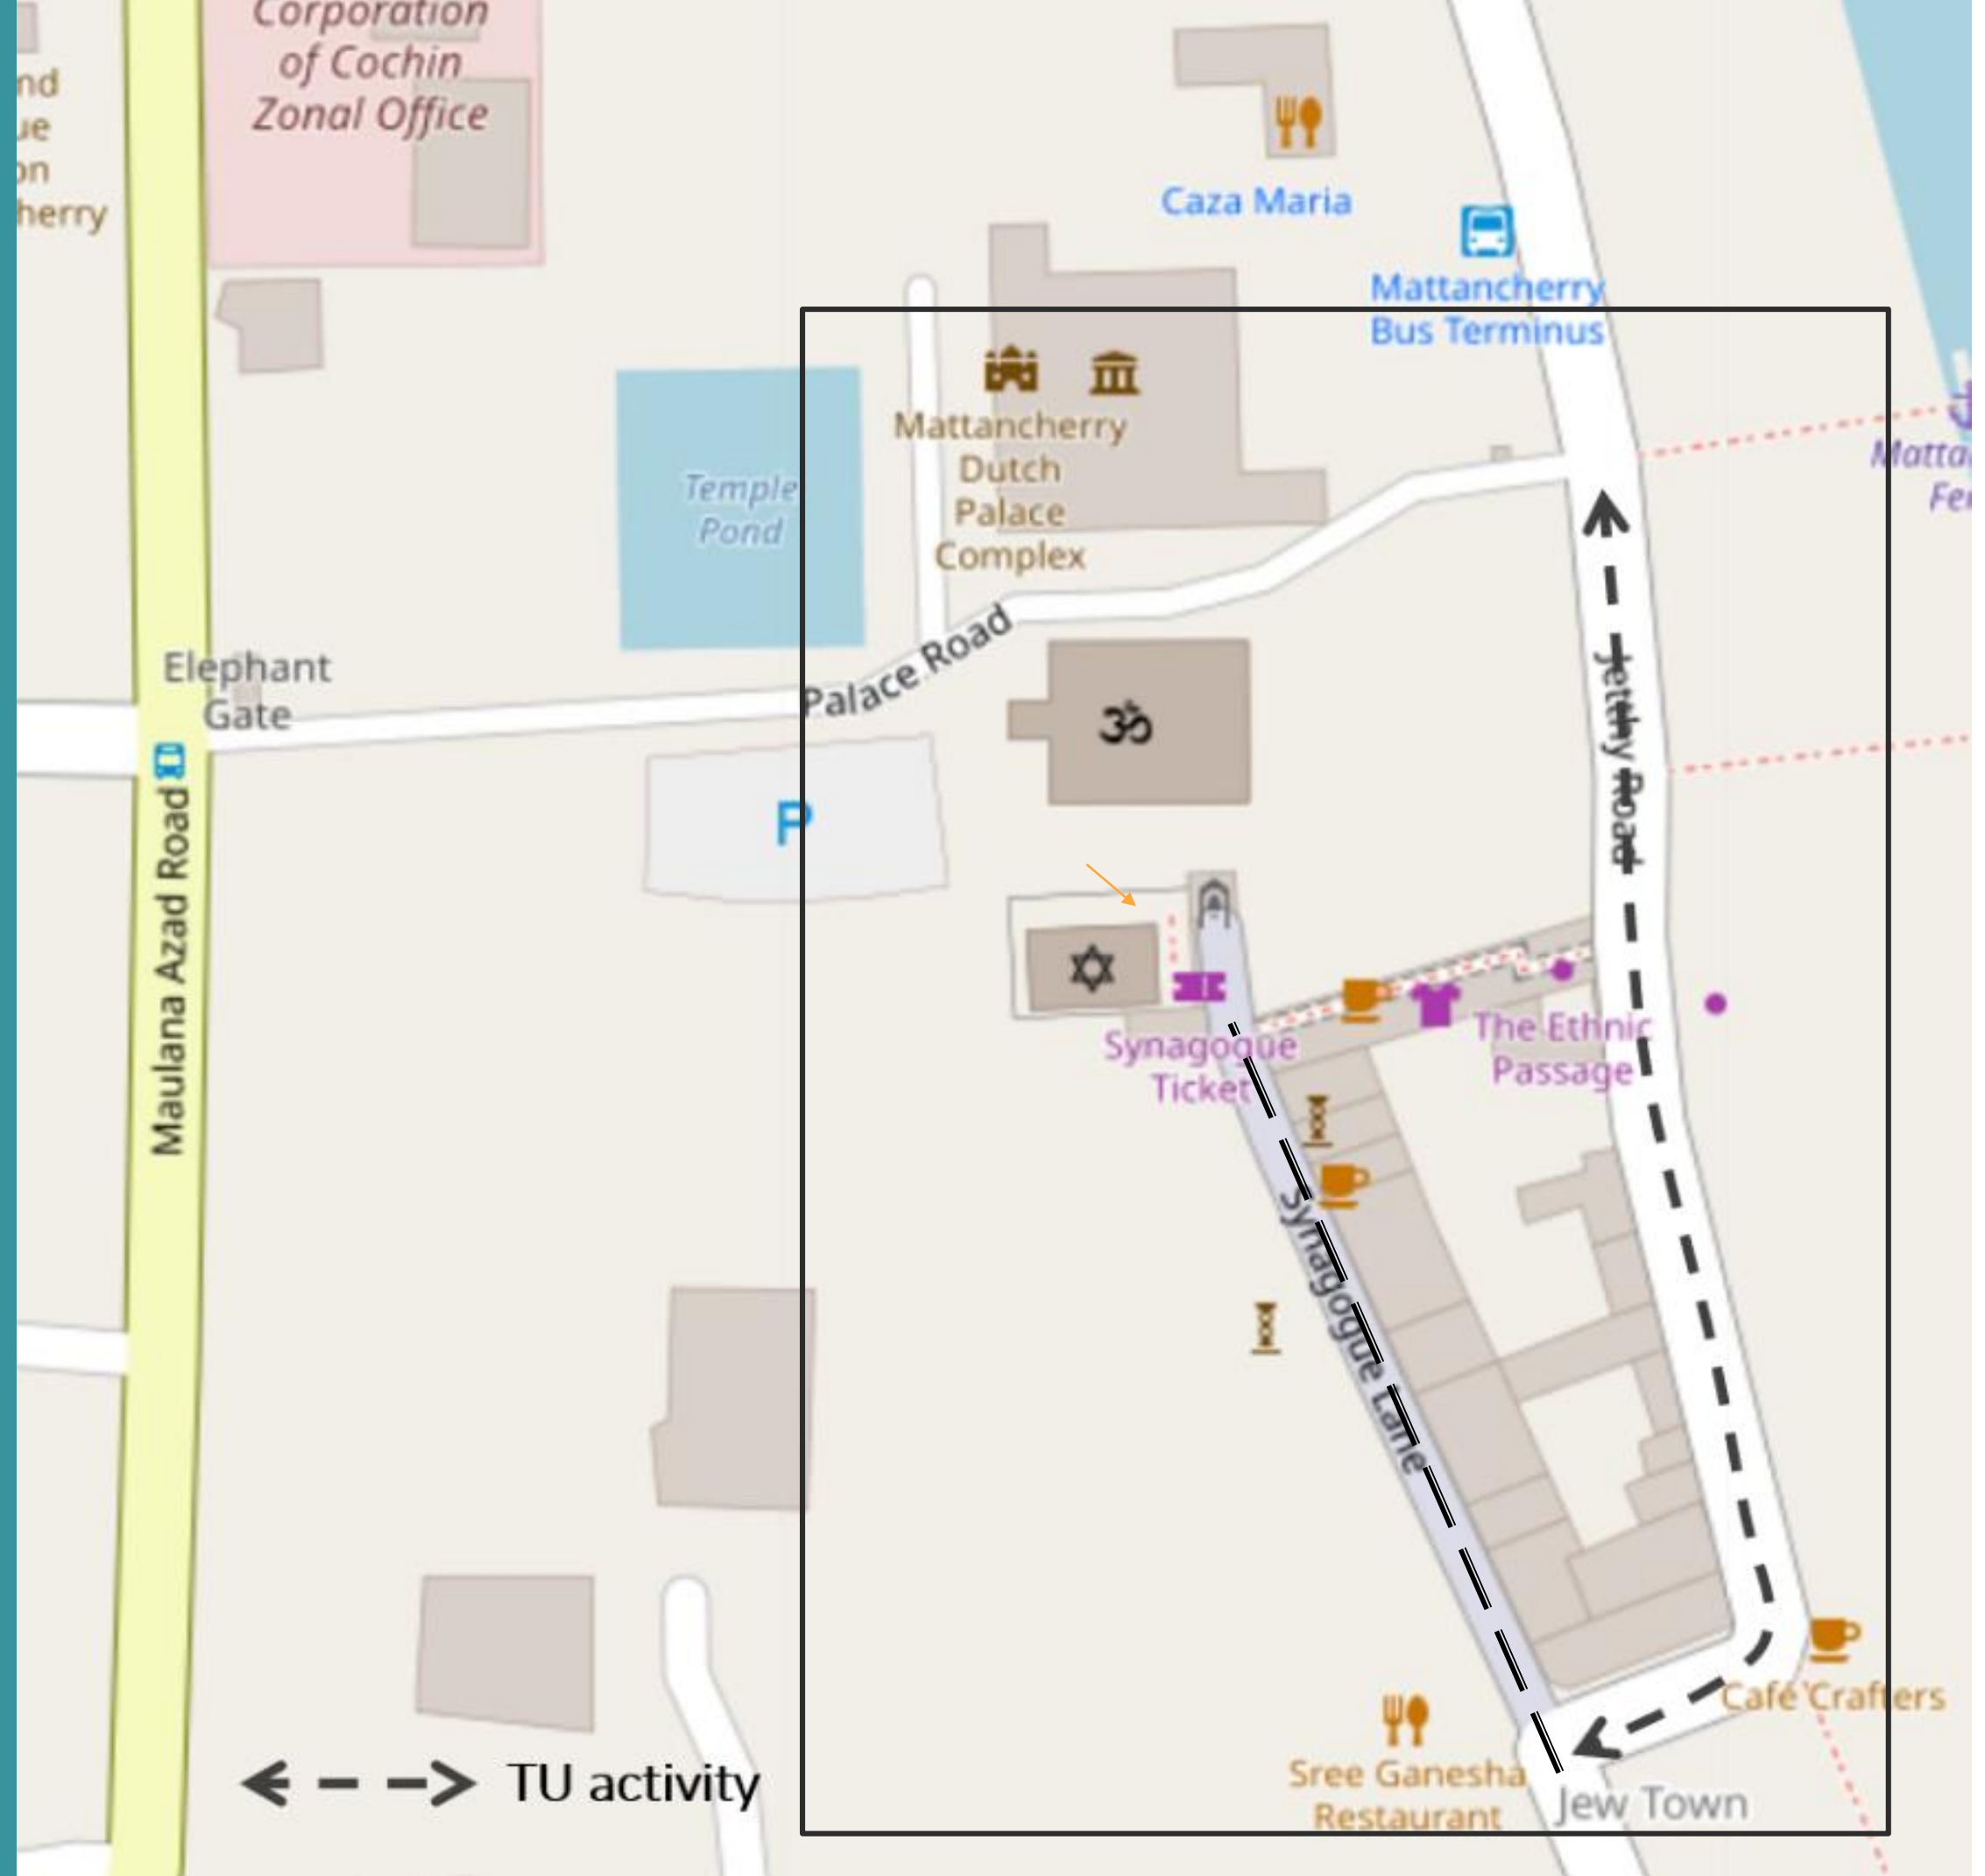 Corporation
of Cochin
Zonal Office
nd
ue
on
herry
Caza Maria
Mattancherry
Bus Terminus
Mattancherry
Dutch
Palace
Complex
Temple
Pond
Matta
Fer
Elephant
Gate
Palace Road
Jetty Road
Maulana Azad Road
P
ॐ
Synagogue
Ticket
The Ethnic
Passage
Synagogue Lane
Café Crafters
Sree Ganesha
Restaurant
Jew Town
TU activity